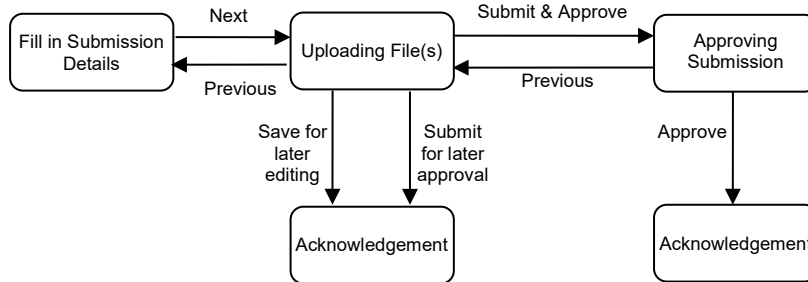 Next
Fill in Submission
Details
Previous
Uploading File(s)
Submit & Approve
Previous
Approving
Submission
Save for
later
editing
Submit
for later
approval
Approve
Acknowledgement
Acknowledgement